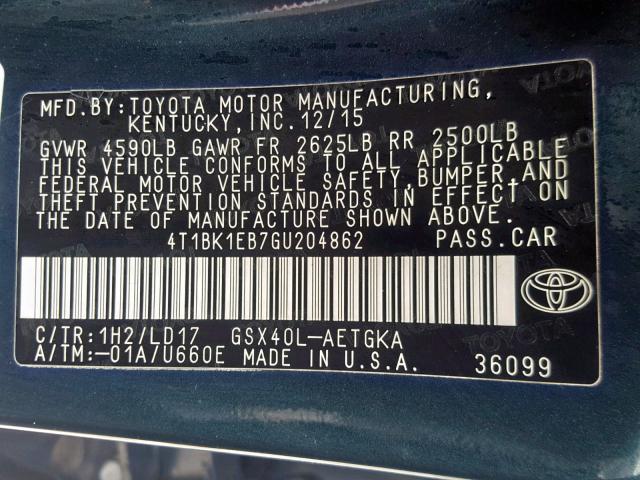 MFD.BY:TOYOTA MOTOR MANUFACTURING,
KENTUCKY,INC.12/15
GVWR 4590LB GAWR FR 2625LB RR 2500LB
THIS VEHICLE CONFORMS TO ALL APPLICABLE
FEDERAL MOTOR VEHICLE SAFETY,BUMPER,AND
THEFT PREVENTION STANDARDS IN EFFECT ON
THE DATE OF MANUFACTURE SHOWN ABOVE.
4T1BK1EB7GU204862 PASS.CAR
C/TR:1H2/LD17 GSX40L-AETGKA
A/TM:-01A/U660E MADE IN U.S.A. 36099